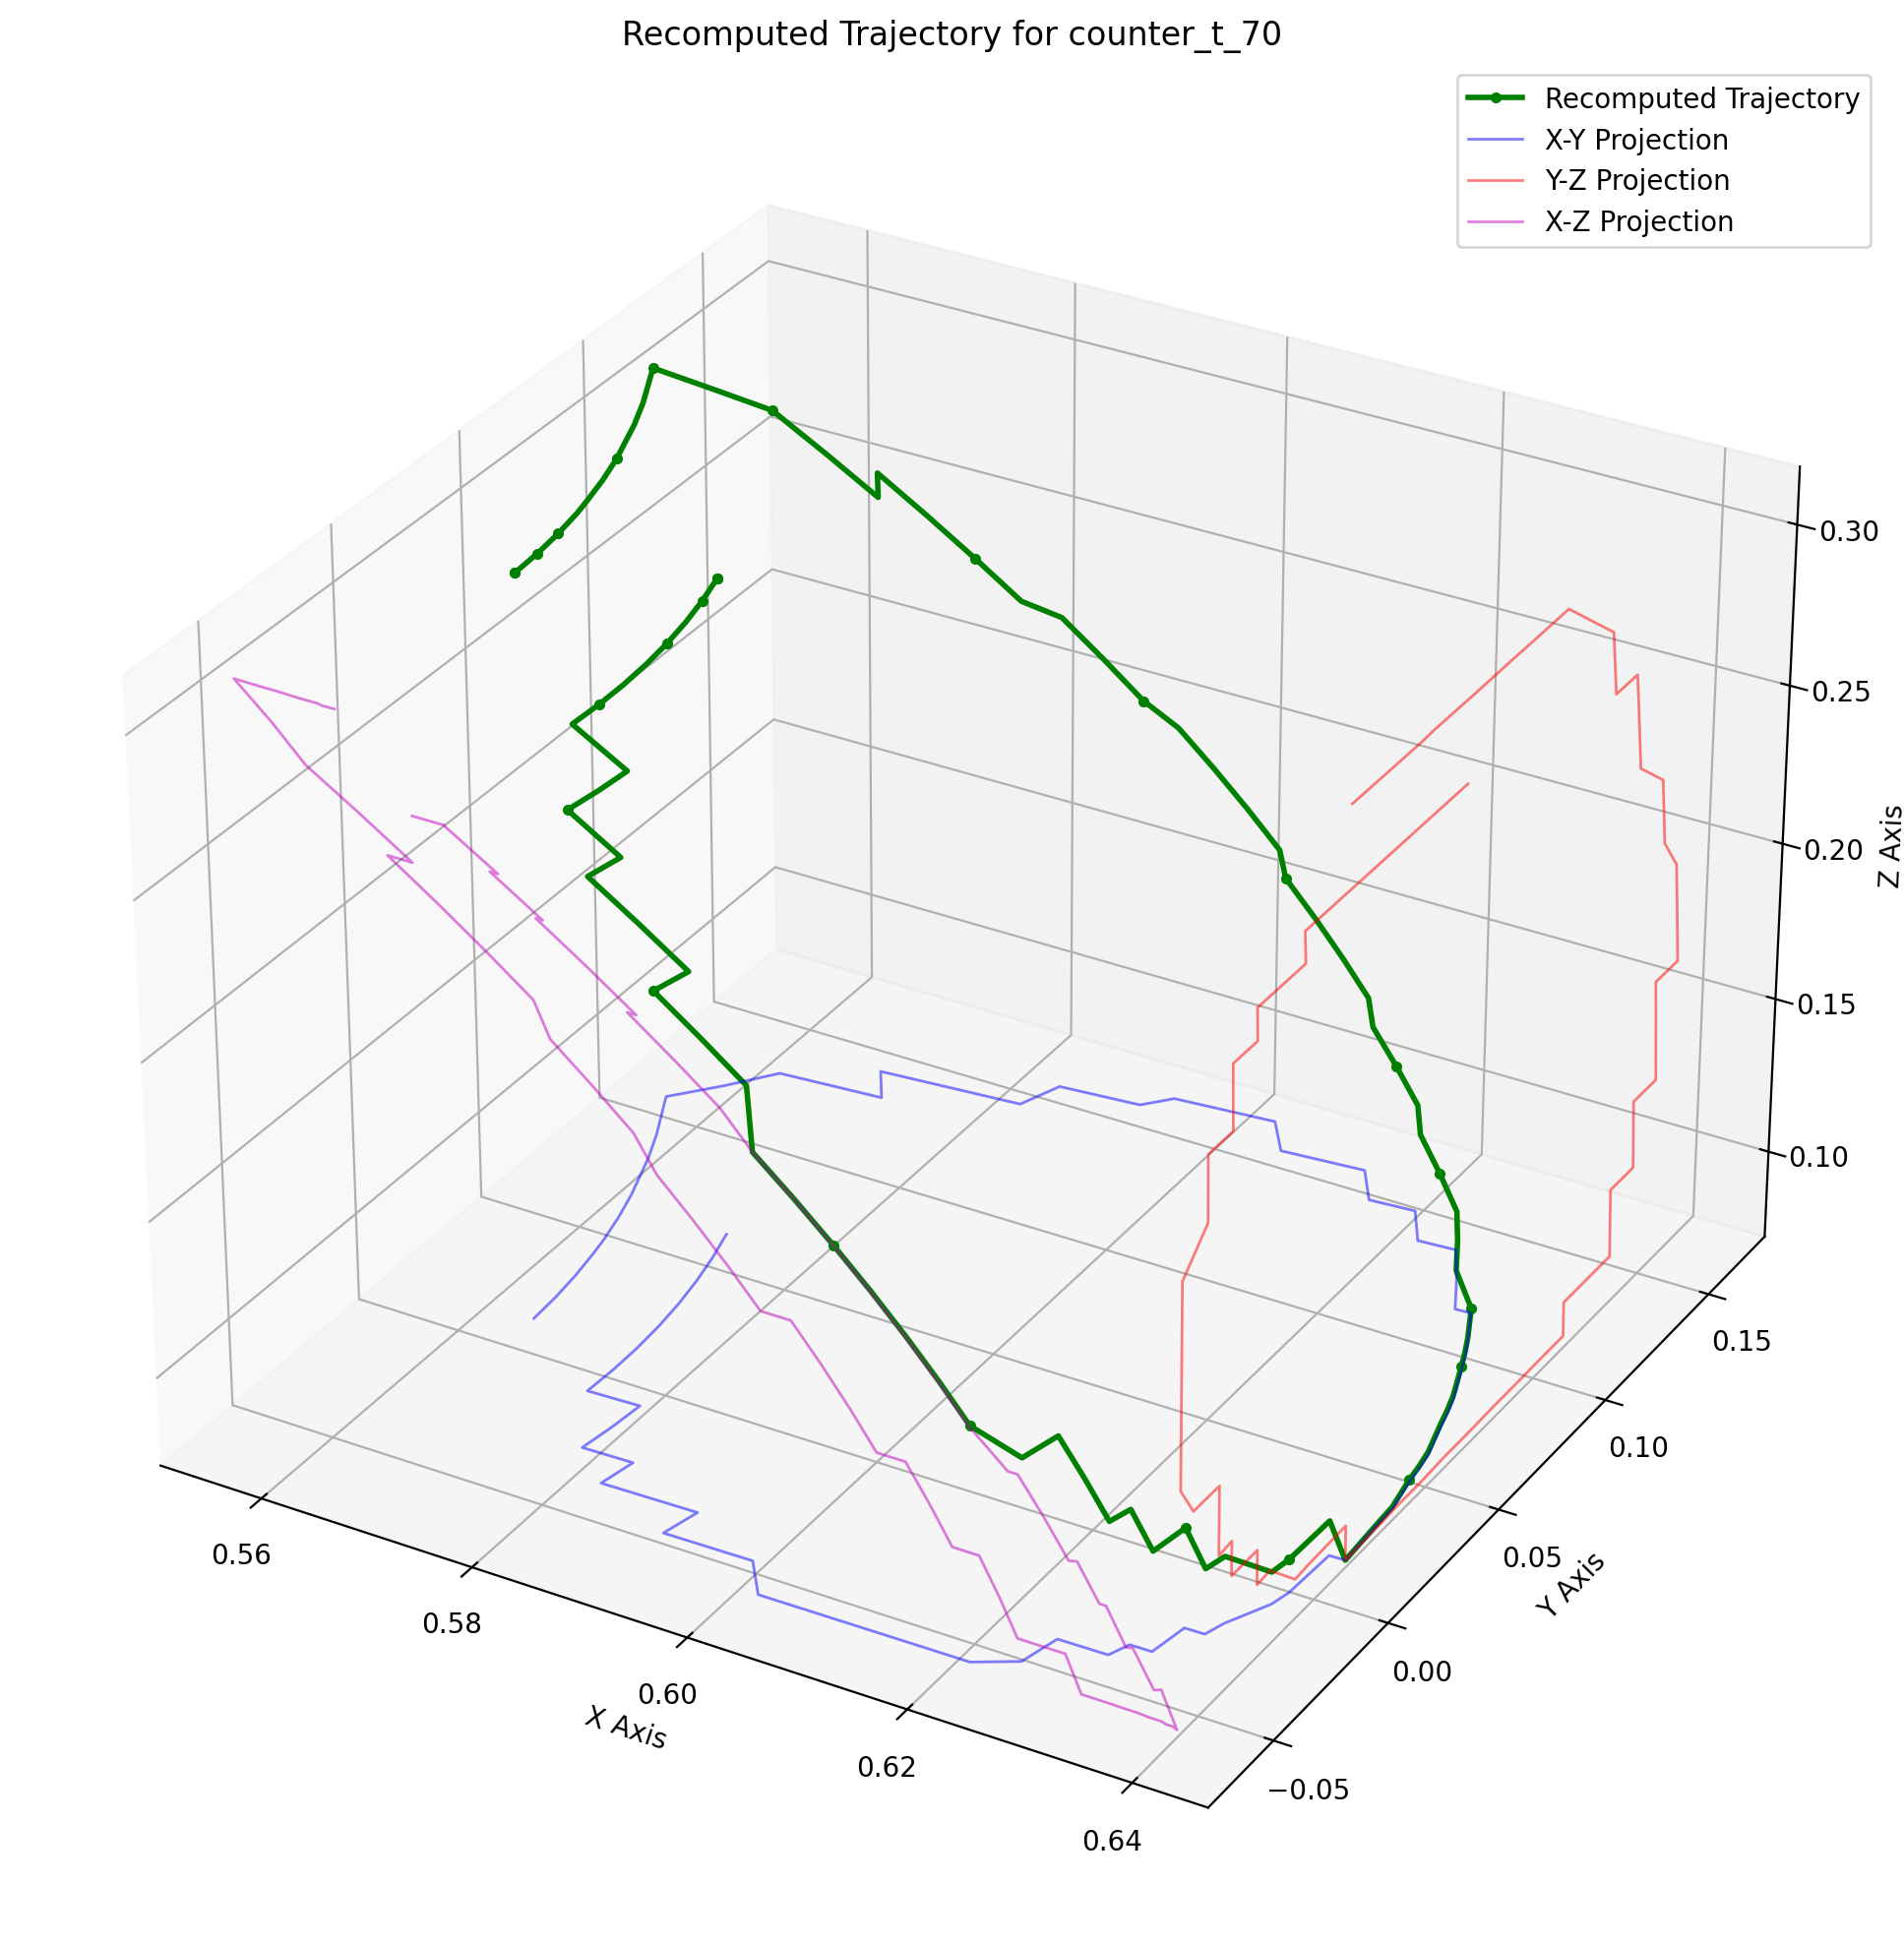 Recomputed Trajectory for counter_t_70
Recomputed Trajectory
X-Y Projection
Y-Z Projection
X-Z Projection
0.30
0.25
0.20
0.15
0.10
Z Axis
0.15
0.10
0.05
0.00
−0.05
Y Axis
0.56
0.58
0.60
0.62
0.64
X Axis